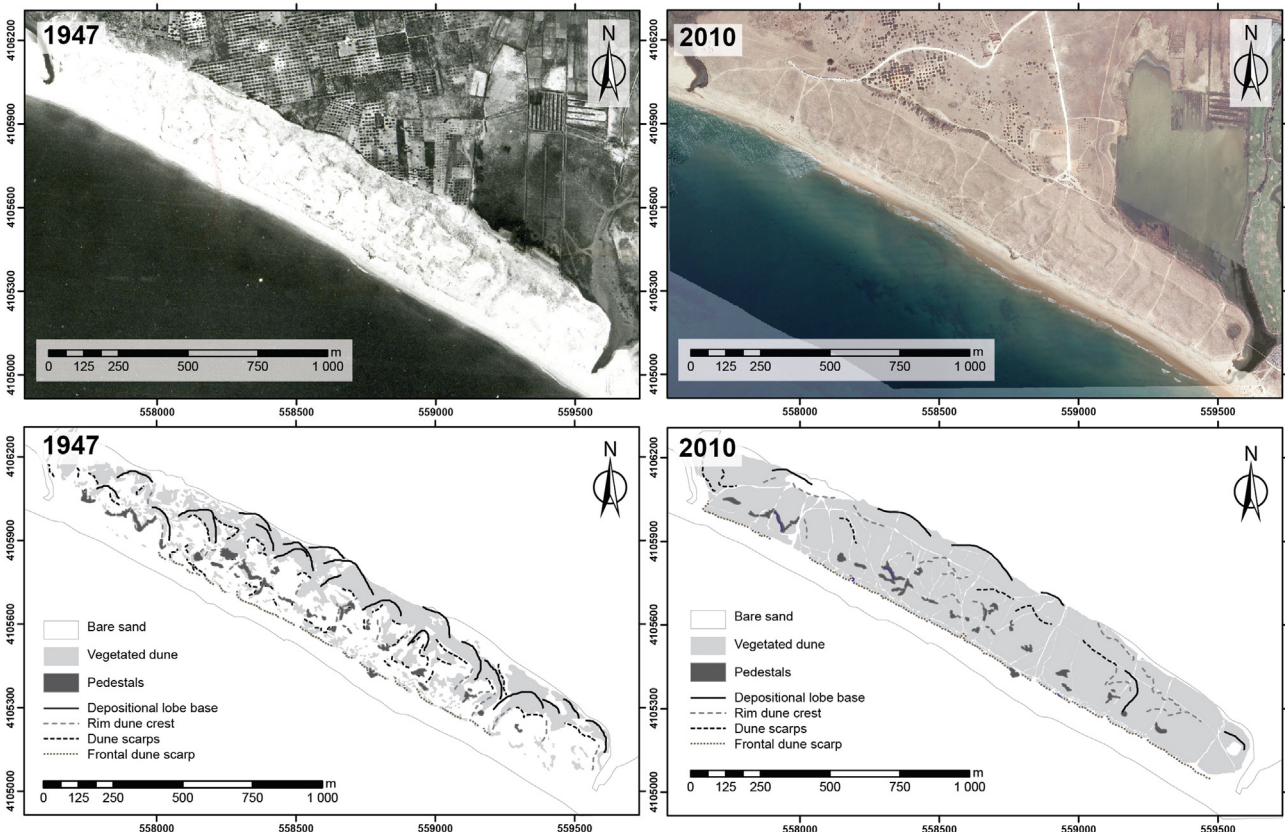 1947
N
4106200
4105900
4105600
4105300
4105000
0 125 250 500 750 1 000 m
558000 558500 559000 559500
2010
N
4106200
4105900
4105600
4105300
4105000
0 125 250 500 750 1 000 m
558000 558500 559000 559500
1947
N
4106200
4105900
4105600
4105300
4105000
Bare sand
Vegetated dune
Pedestals
Depositional lobe base
Rim dune crest
Dune scarps
Frontal dune scarp
m
0 125 250 500 750 1 000
558000 558500 559000 559500
2010
N
4106200
4105900
4105600
4105300
4105000
Bare sand
Vegetated dune
Pedestals
Depositional lobe base
Rim dune crest
Dune scarps
Frontal dune scarp
m
0 125 250 500 750 1 000
558000 558500 559000 559500